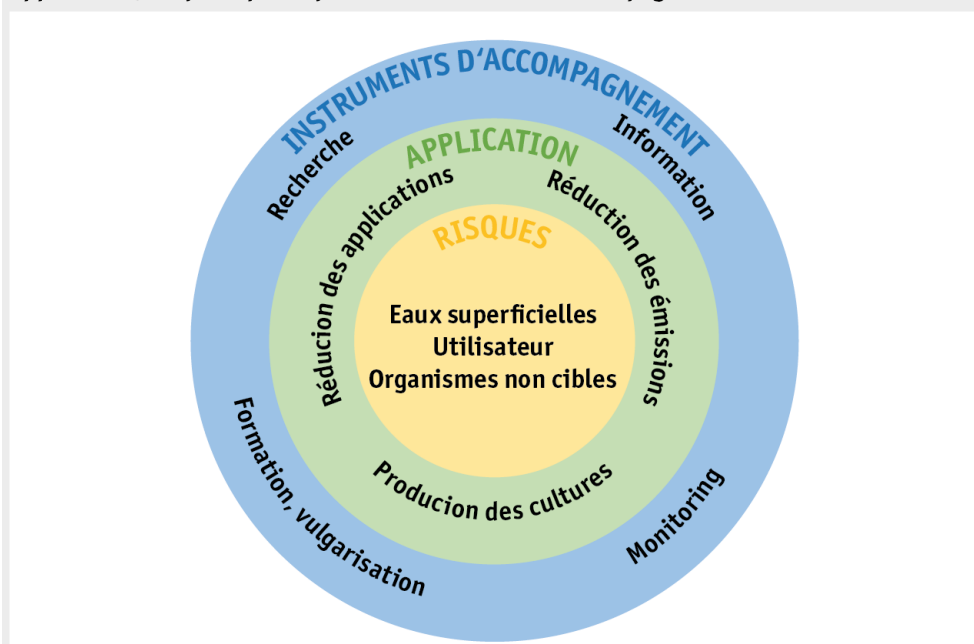 INSTRUMENTS D‘ACCOMPAGNEMENT
Recherche
Information
Formation, vulgarisation
Monitoring
APPLICATION
Réducion des applications
Réduction des émissions
Producion des cultures
RISQUES
Eaux superficielles
Utilisateur
Organismes non cibles